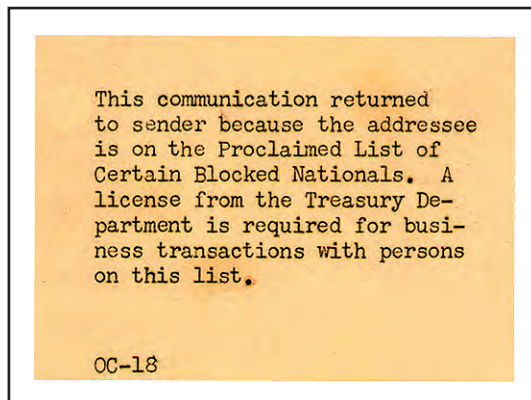 This communication returned
to sender because the addressee
is on the Proclaimed List of
Certain Blocked Nationals. A
license from the Treasury De-
partment is required for busi-
ness transactions with persons
on this list.
OC-18